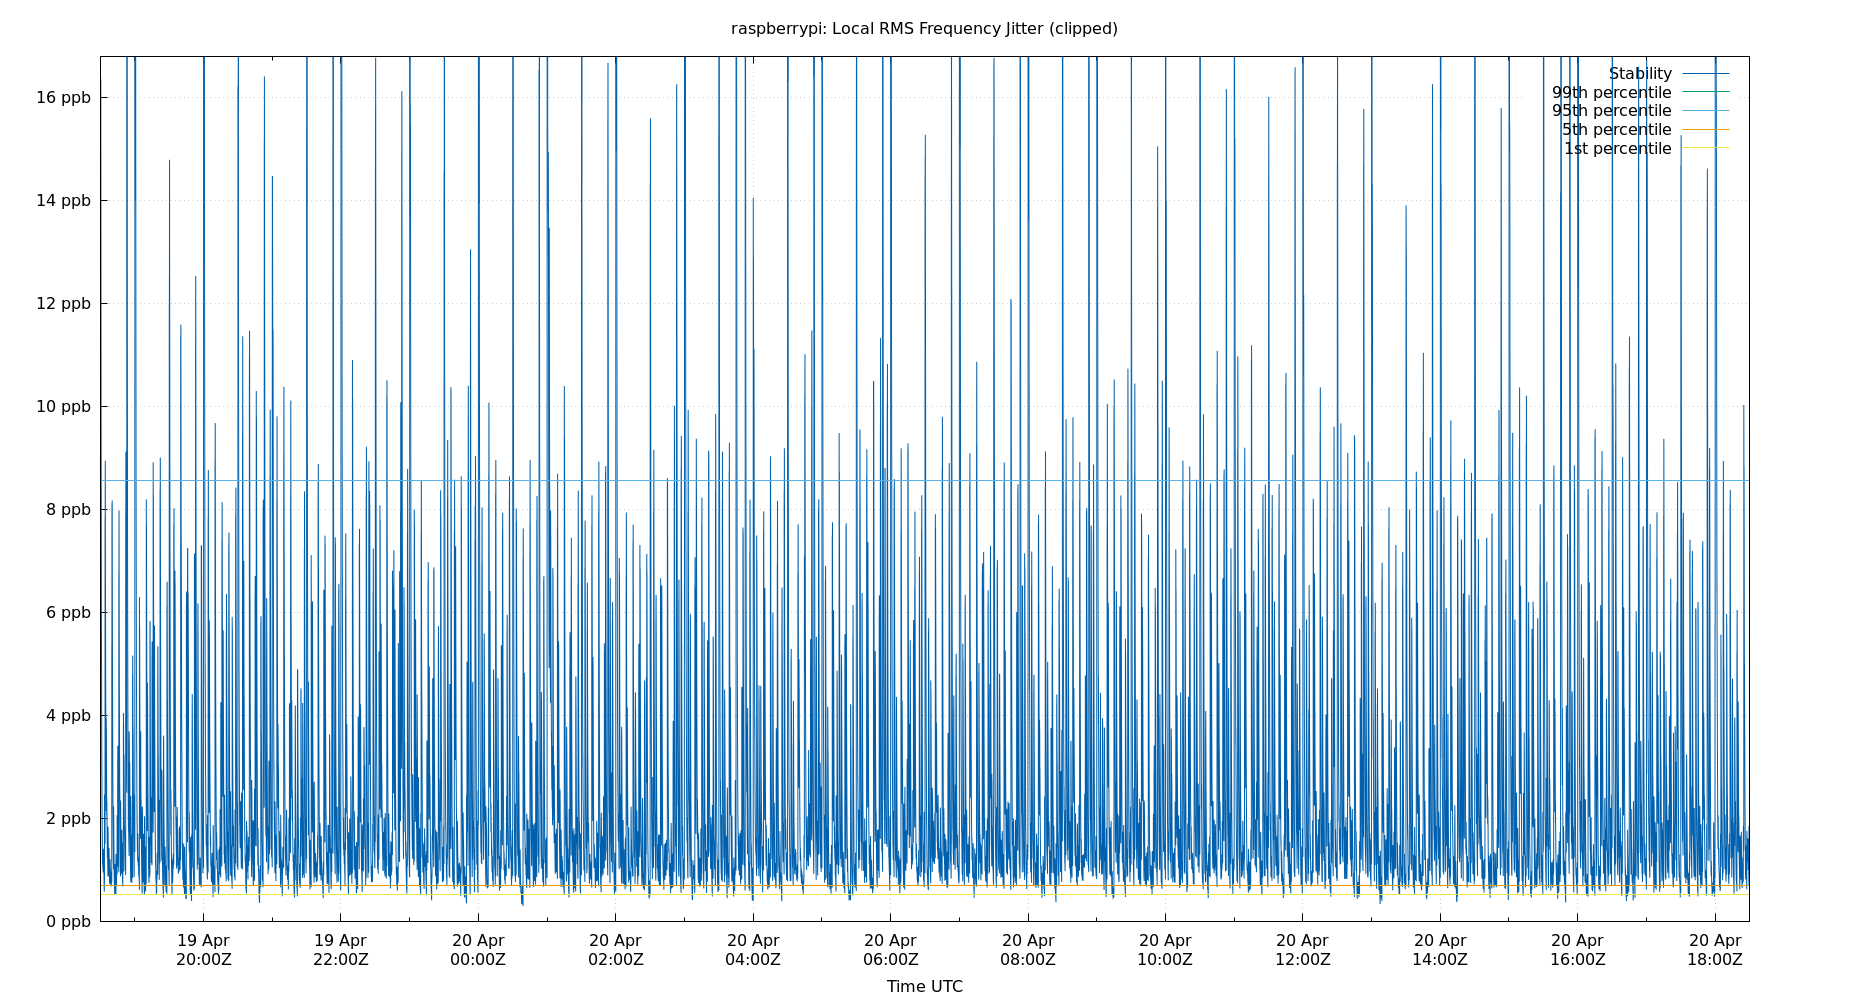 raspberrypi: Local RMS Frequency Jitter (clipped)
Stability
99th percentile
95th percentile
5th percentile
1st percentile
16 ppb
14 ppb
12 ppb
10 ppb
8 ppb
6 ppb
4 ppb
2 ppb
0 ppb
19 Apr 19 Apr 20 Apr 20 Apr 20 Apr 20 Apr 20 Apr 20 Apr 20 Apr 20 Apr 20 Apr 20 Apr
20:00Z 22:00Z 00:00Z 02:00Z 04:00Z 06:00Z 08:00Z 10:00Z 12:00Z 14:00Z 16:00Z 18:00Z
Time UTC